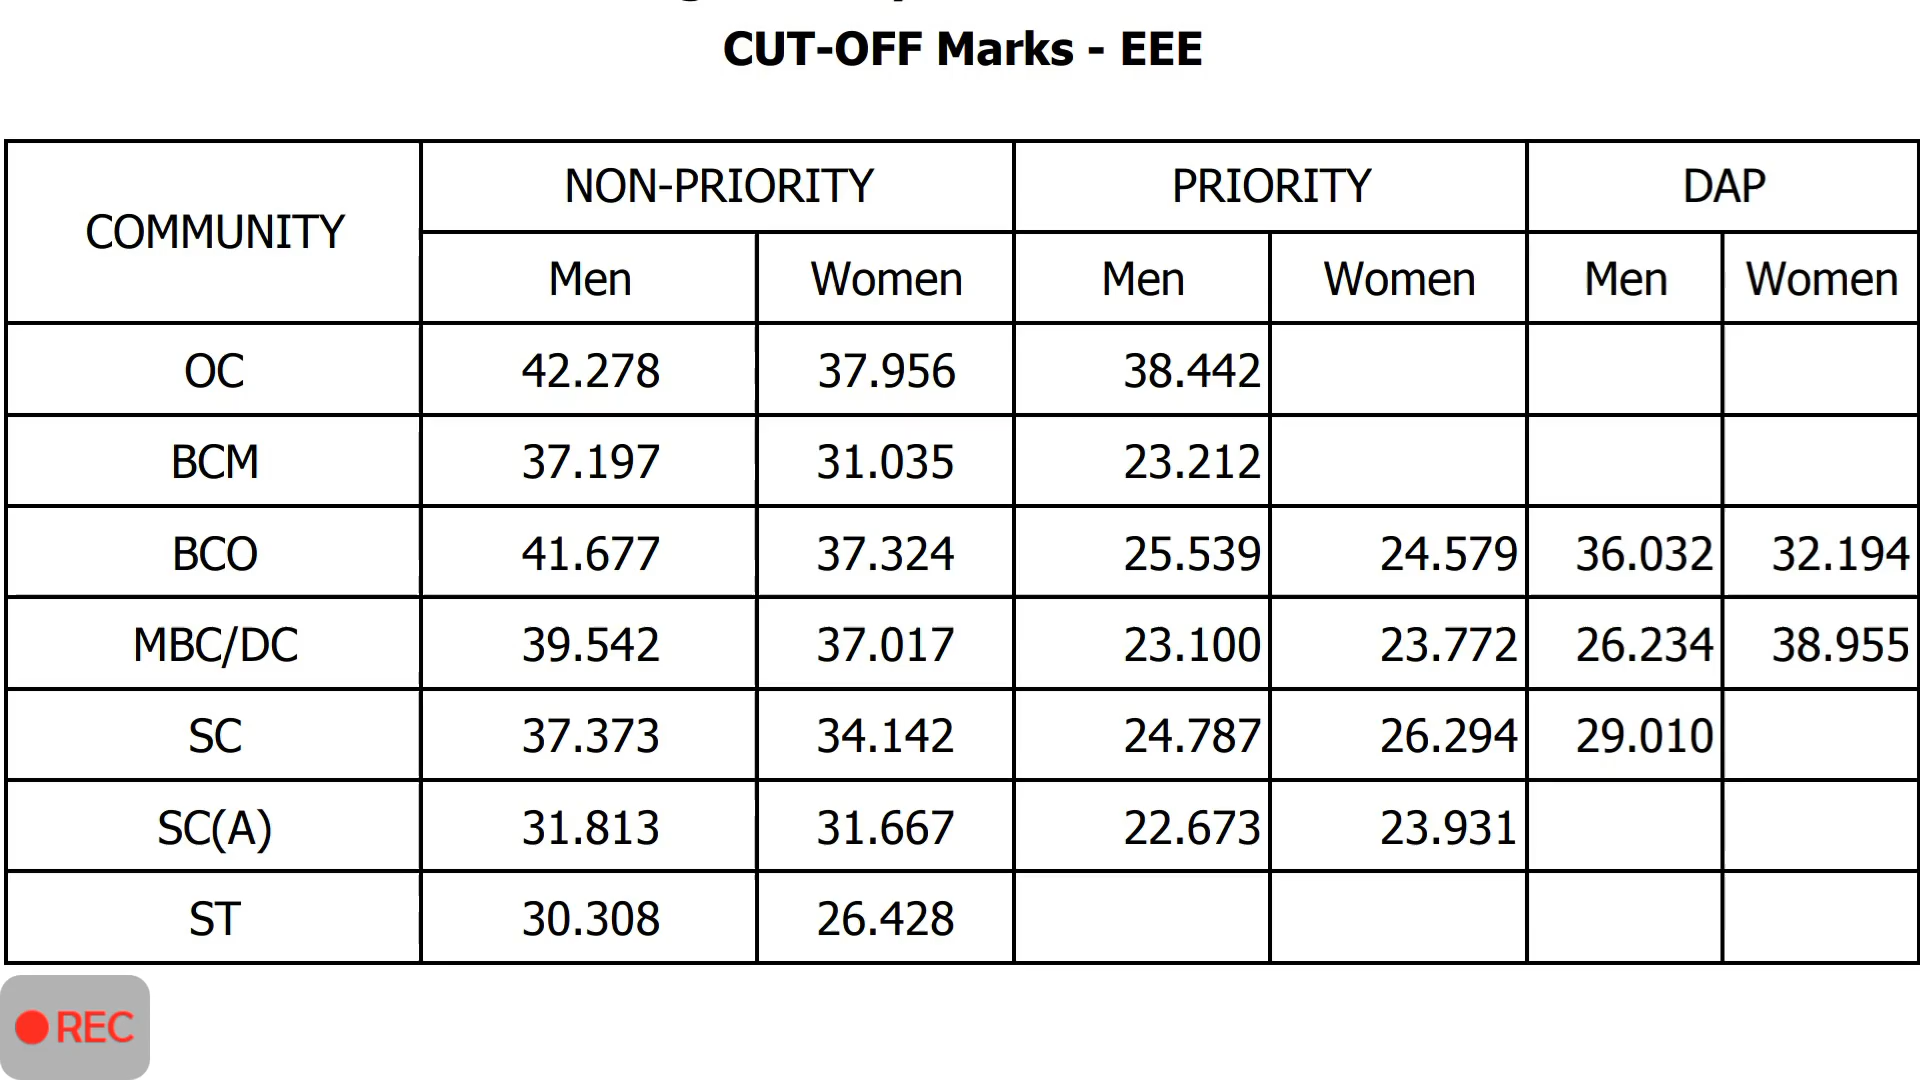 CUT-OFF Marks - EEE
COMMUNITY NON-PRIORITY PRIORITY DAP
Men Women Men Women Men Women
OC 42.278 37.956 38.442
BCM 37.197 31.035 23.212
BCO 41.677 37.324 25.539 24.579 36.032 32.194
MBC/DC 39.542 37.017 23.100 23.772 26.234 38.955
SC 37.373 34.142 24.787 26.294 29.010
SC(A) 31.813 31.667 22.673 23.931
ST 30.308 26.428
REC